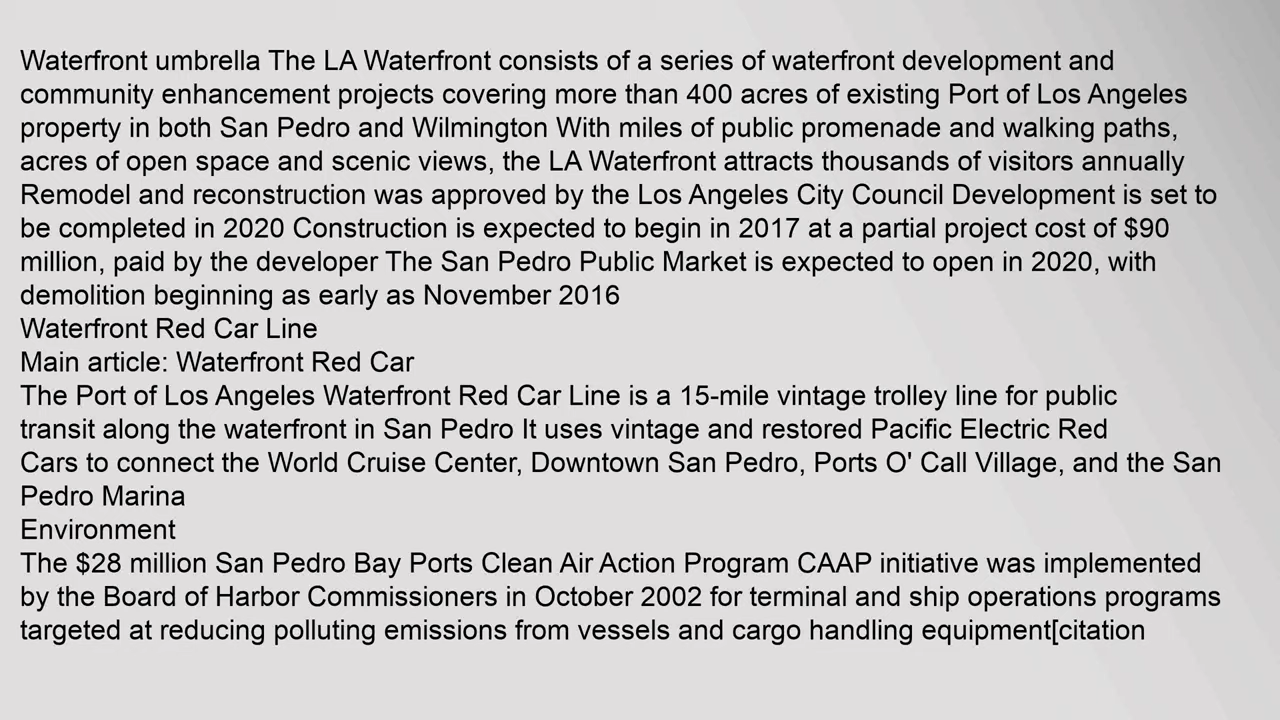 Waterfront umbrella The LA Waterfront consists of a series of waterfront development and
community enhancement projects covering more than 400 acres of existing Port of Los Angeles
property in both San Pedro and Wilmington With miles of public promenade and walking paths,
acres of open space and scenic views, the LA Waterfront attracts thousands of visitors annually
Remodel and reconstruction was approved by the Los Angeles City Council Development is set to
be completed in 2020 Construction is expected to begin in 2017 at a partial project cost of $90
million, paid by the developer The San Pedro Public Market is expected to open in 2020, with
demolition beginning as early as November 2016
Waterfront Red Car Line
Main article: Waterfront Red Car
The Port of Los Angeles Waterfront Red Car Line is a 15-mile vintage trolley line for public
transit along the waterfront in San Pedro It uses vintage and restored Pacific Electric Red
Cars to connect the World Cruise Center, Downtown San Pedro, Ports O' Call Village, and the San
Pedro Marina
Environment
The $28 million San Pedro Bay Ports Clean Air Action Program CAAP initiative was implemented
by the Board of Harbor Commissioners in October 2002 for terminal and ship operations programs
targeted at reducing polluting emissions from vessels and cargo handling equipment[citation